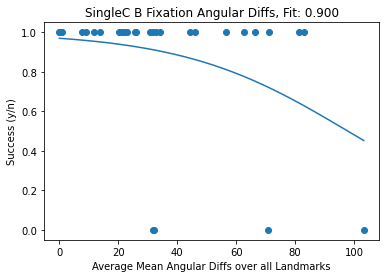 SingleC B Fixation Angular Diffs, Fit: 0.900
1.0
0.8
0.6
0.4
0.2
0.0
Success (y/n)
0 20 40 60 80 100
Average Mean Angular Diffs over all Landmarks